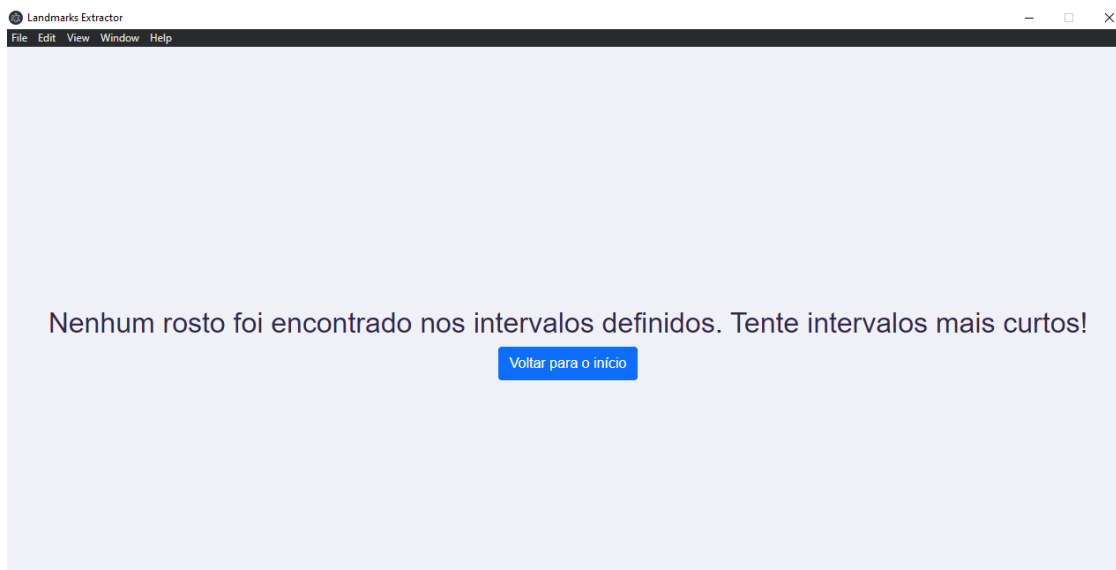 Landmarks Extractor
File Edit View Window Help
Nenhum rosto foi encontrado nos intervalos definidos. Tente intervalos mais curtos!
Voltar para o início